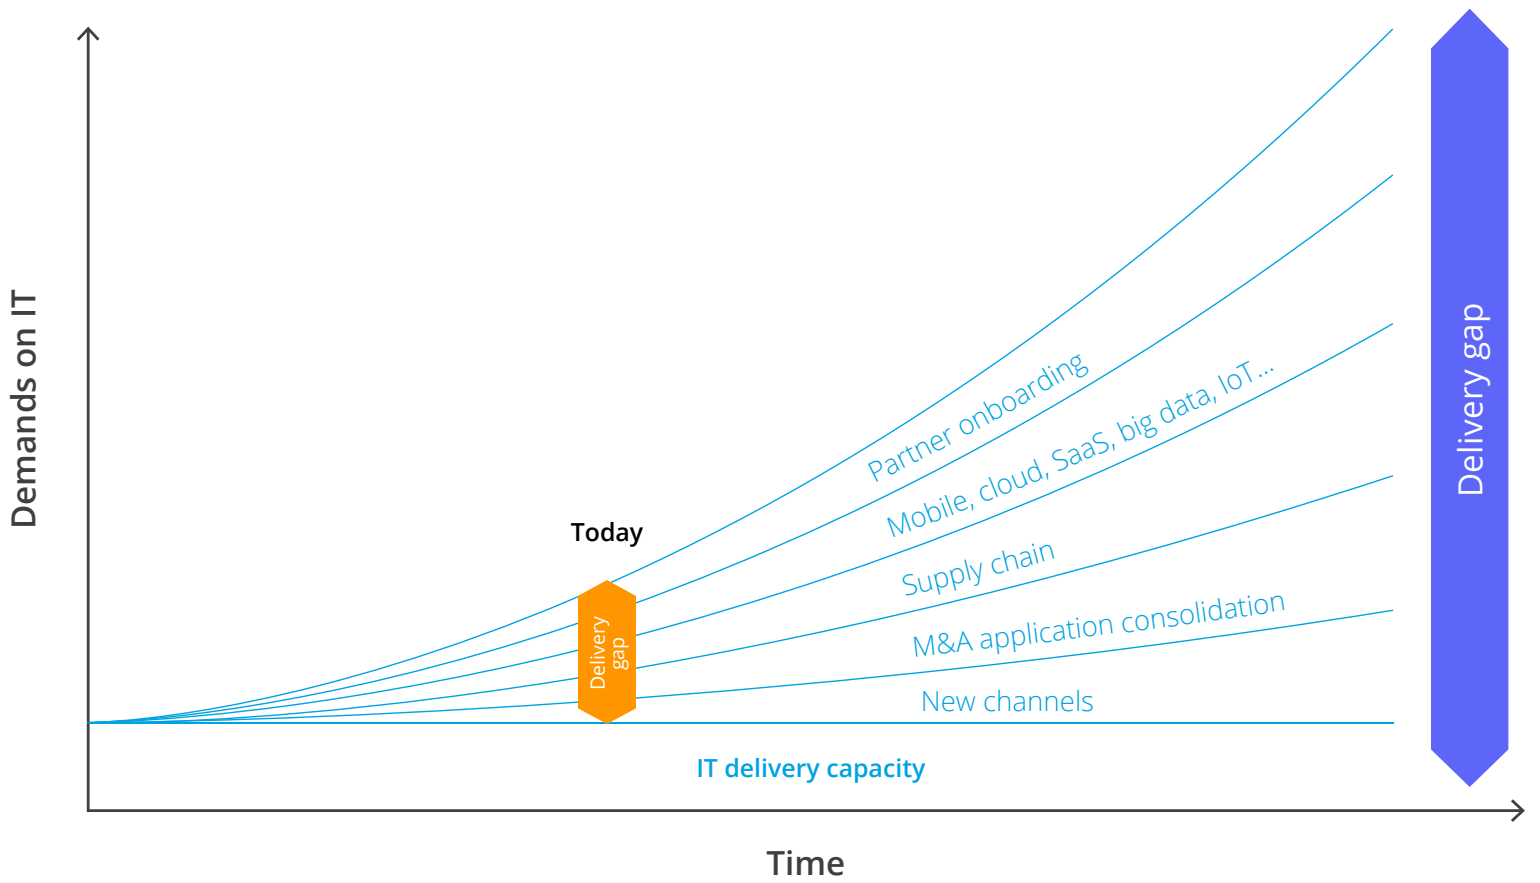 Demands on IT
Today
Delivery
gap
Partner onboarding
Mobile, cloud, SaaS, big data, IoT...
Supply chain
M&A application consolidation
New channels
IT delivery capacity
Delivery gap
Time